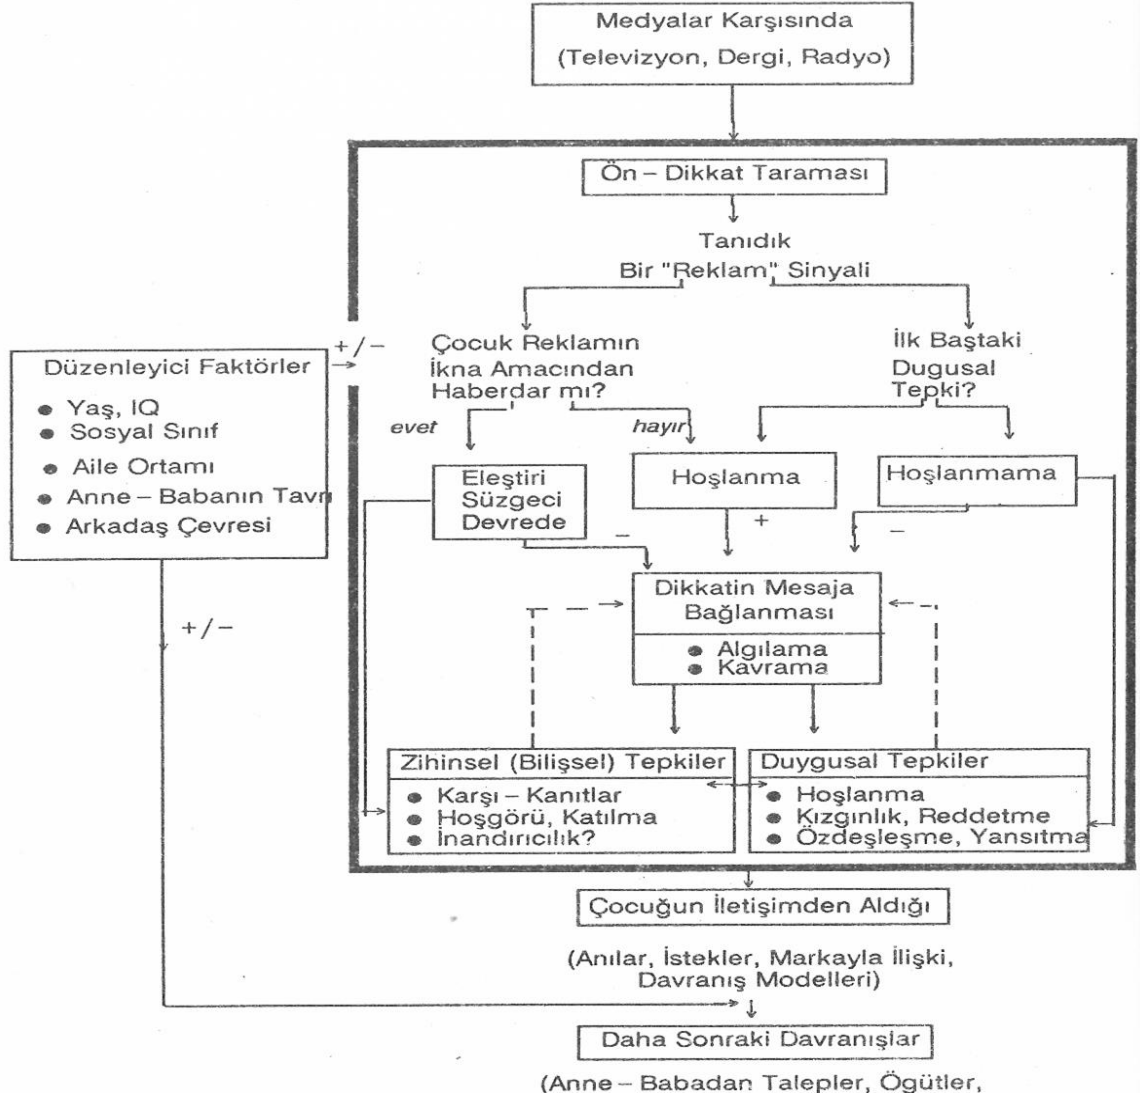 Medyalar Karşısında
(Televizyon, Dergi, Radyo)
Ön – Dikkat Taraması
Tanıdık
Bir "Reklam" Sinyali
Çocuk Reklamın
İkna Amacından
Haberdar mı?
İlk Baştaki
Dugusal
Tepki?
+/–
Düzenleyici Faktörler
● Yaş, IQ
● Sosyal Sınıf
● Aile Ortamı
● Anne – Babanın Tavrı
● Arkadaş Çevresi
evet
hayır
Eleştiri
Süzgeci
Devrede
Hoşlanma
Hoşlanmama
–
+
–
Dikkatin Mesaja
Bağlanması
● Algılama
● Kavrama
+/–
Zihinsel (Bilişsel) Tepkiler
● Karşı – Kanıtlar
● Hoşgörü, Katılma
● İnandırıcılık?
Duygusal Tepkiler
● Hoşlanma
● Kızgınlık, Reddetme
● Özdeşleşme, Yansıtma
Çocuğun İletişimden Aldığı
(Anılar, İstekler, Markayla İlişki,
Davranış Modelleri)
Daha Sonraki Davranışlar
(Anne – Babadan Talepler, Ögütler,